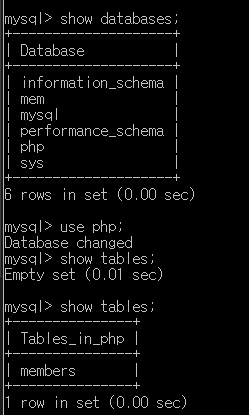 mysql> show databases;
+--------------------+
| Database           |
+--------------------+
| information_schema |
| mem                |
| mysql              |
| performance_schema |
| php                |
| sys                |
+--------------------+
6 rows in set (0.00 sec)
mysql> use php;
Database changed
mysql> show tables;
Empty set (0.01 sec)
mysql> show tables;
+---------------+
| Tables_in_php |
+---------------+
| members       |
+---------------+
1 row in set (0.00 sec)